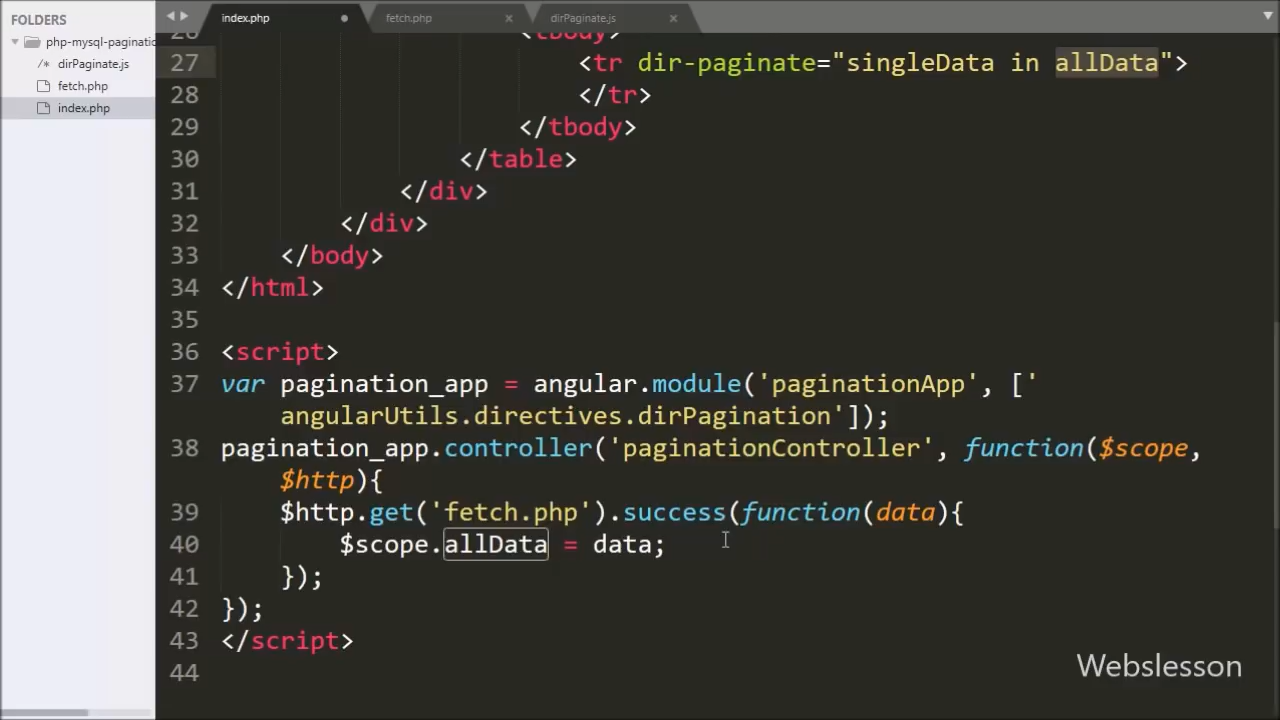 FOLDERS
php-mysql-paginatio
/* dirPaginate.js
fetch.php
index.php
index.php
fetch.php ×
dirPaginate.js ×
26 <tbody>
27 <tr dir-paginate="singleData in allData">
28 </tr>
29 </tbody>
30 </table>
31 </div>
32 </div>
33 </body>
34 </html>
35
36 <script>
37 var pagination_app = angular.module('paginationApp', ['
angularUtils.directives.dirPagination']);
38 pagination_app.controller('paginationController', function($scope,
$http){
39 $http.get('fetch.php').success(function(data){
40 $scope.allData = data;
41 });
42 });
43 </script>
44
Webslesson